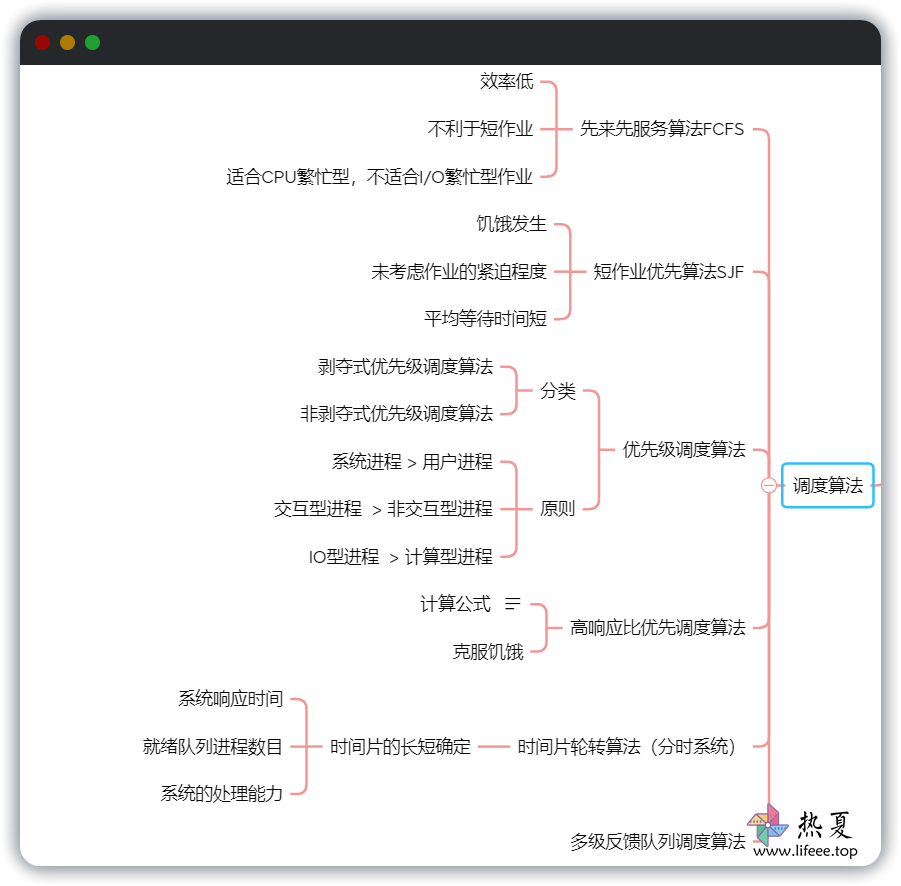 效率低
不利于短作业
先来先服务算法FCFS
适合CPU繁忙型，不适合I/O繁忙型作业
饥饿发生
未考虑作业的紧迫程度
短作业优先算法SJF
平均等待时间短
剥夺式优先级调度算法
分类
非剥夺式优先级调度算法
优先级调度算法
系统进程 > 用户进程
调度算法
交互型进程 > 非交互型进程
原则
IO型进程 > 计算型进程
计算公式
高响应比优先调度算法
克服饥饿
系统响应时间
就绪队列进程数目
时间片的长短确定
时间片轮转算法（分时系统）
系统的处理能力
多级反馈队列调度算法
热夏
www.lifeee.top